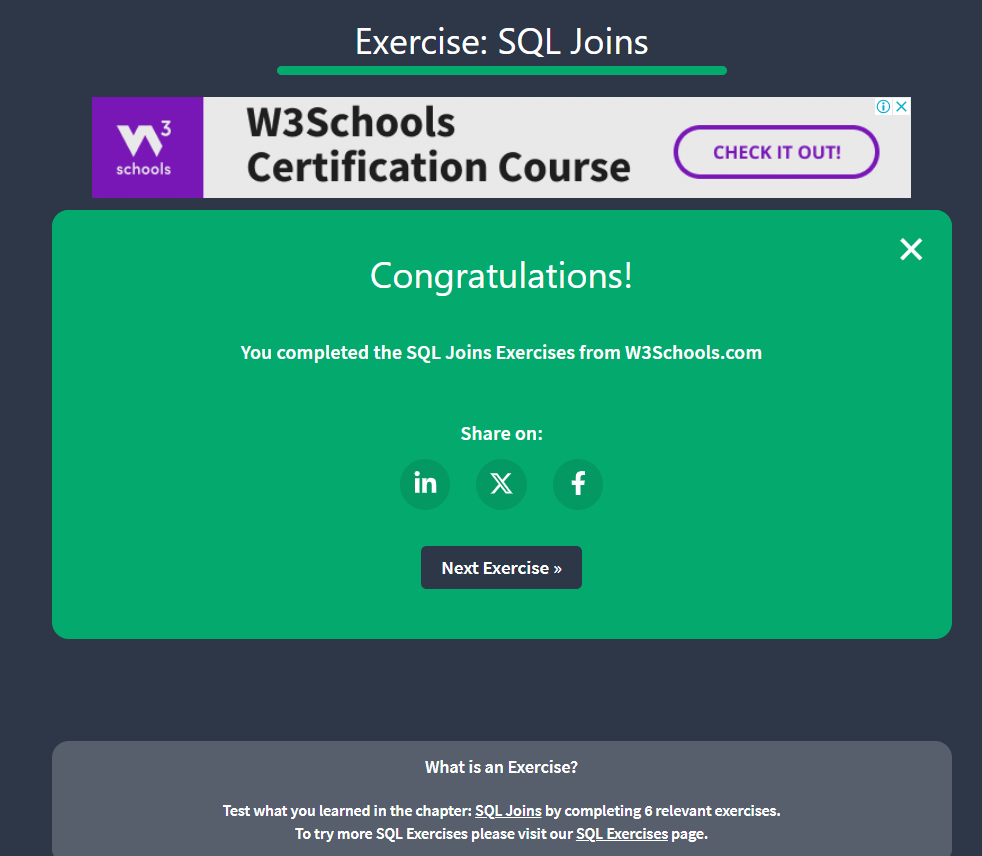 Exercise: SQL Joins
W3 schools
W3Schools
Certification Course
CHECK IT OUT!
Congratulations!
You completed the SQL Joins Exercises from W3Schools.com
Share on:
in
X
f
Next Exercise »
What is an Exercise?
Test what you learned in the chapter: SQL Joins by completing 6 relevant exercises.
To try more SQL Exercises please visit our SQL Exercises page.